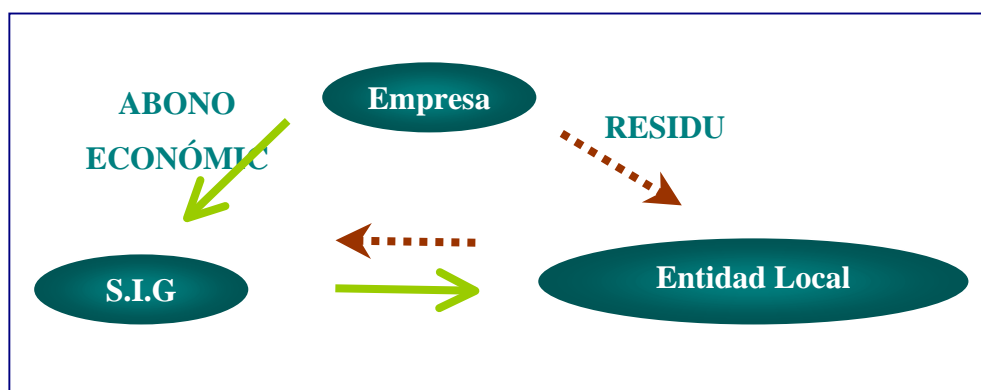 ABONO
ECONÓMIC
Empresa
RESIDU
S.I.G
Entidad Local